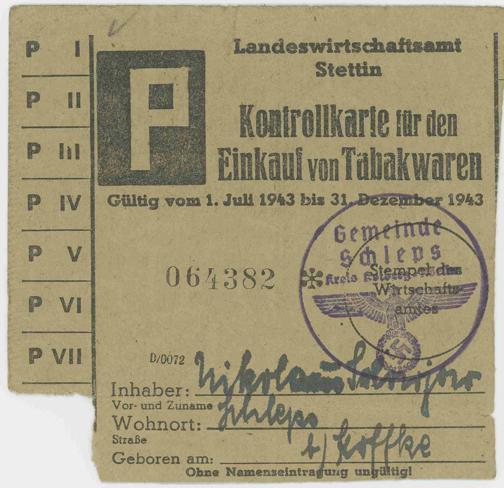 P I
P II
P III
P IV
P V
P VI
P VII
P
Landeswirtschaftsamt
Stettin
Kontrollkarte für den
Einkauf von Tabakwaren
Gültig vom 1. Juli 1943 bis 31. Dezember 1943
064382 *
Gemeinde
Schleps
Kreis
Stempel des
Wirtschafts-
amtes
D/0072
Inhaber: Nikolaus
Vor- und Zuname
Wohnort: Schleps
Straße
Geboren am:
Ohne Namenseintragung ungültig!